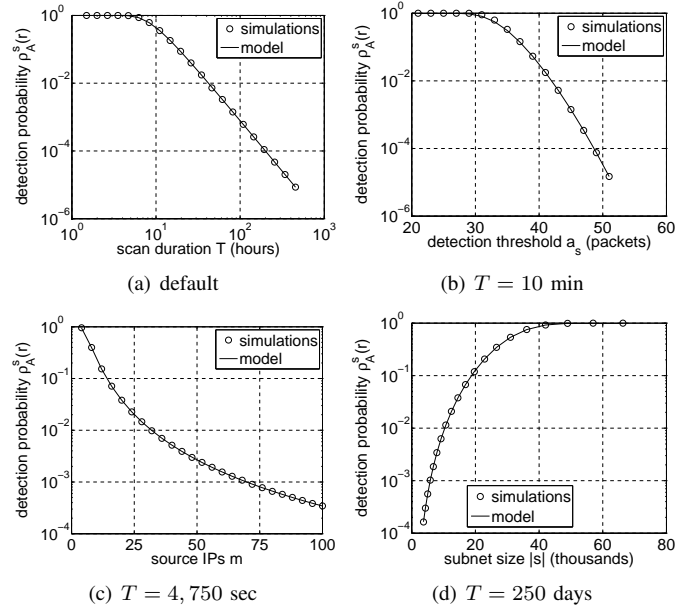 detection probability ρ_A^s(r)
10^0
10^-2
10^-4
10^-6
simulations
model
10^0 10^1 10^2 10^3
scan duration T (hours)
(a) default
detection probability ρ_A^s(r)
10^0
10^-2
10^-4
10^-6
simulations
model
20 30 40 50 60
detection threshold a_s (packets)
(b) T = 10 min
detection probability ρ_A^s(r)
10^0
10^-1
10^-2
10^-3
10^-4
simulations
model
0 25 50 75 100
source IPs m
(c) T = 4, 750 sec
detection probability ρ_A^s(r)
10^0
10^-1
10^-2
10^-3
10^-4
simulations
model
0 20 40 60 80
subnet size |s| (thousands)
(d) T = 250 days